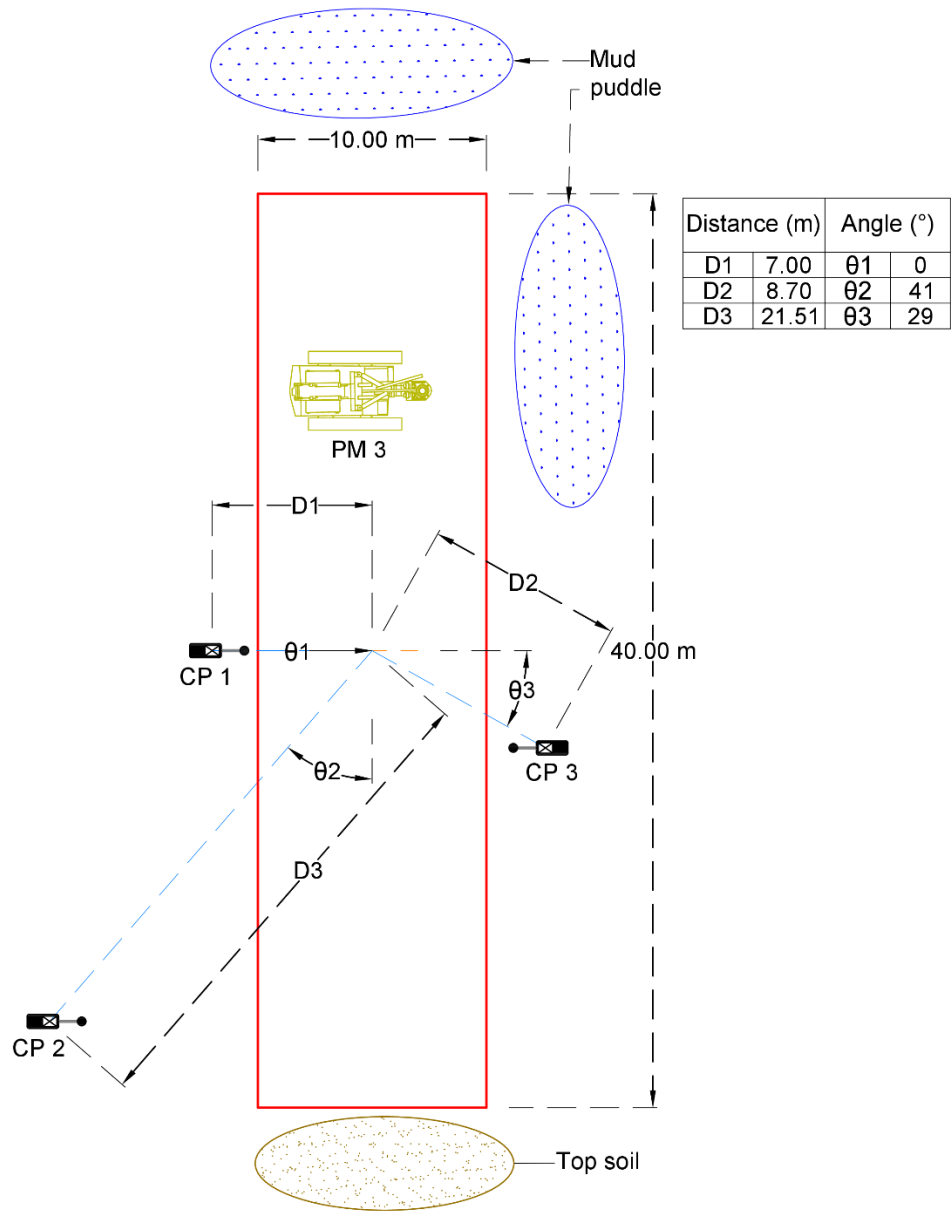 Mud
puddle
10.00 m
Distance (m) Angle (°)
D1 7.00 θ1 0
D2 8.70 θ2 41
D3 21.51 θ3 29
PM 3
D1
D2
θ1
40.00 m
CP 1
θ3
CP 3
θ2
D3
CP 2
Top soil